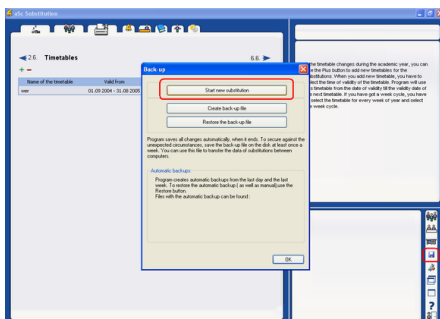 aSc Substitution
2.6. Timetables
6.6.
+ −
Name of the timetable Valid From
wer 01.09.2004 - 31.08.2005
Back-up
Start new substitution
Create back-up file
Restore the back-up file
Program saves all changes automatically, when it ends. To secure against the
unexpected circumstances, save the back-up file on the disk at least once a
week. You can use this file to transfer the data of substitutions between
computers.
Automatic backups:
Program creates automatic backups from the last day and the last
week. To restore the automatic backup ( as well as manual)use the
Restore button.
Files with the automatic backup can be found :
OK
the timetable changes during the academic year, you can
the Plus button to add new timetables for the
When you add new timetable, you have to
the time of validity of the timetable. Program will use
timetable from the date of validity till the validity date of
next timetable. If you have got a week cycle, you have
select the timetable for every week of year and select
week cycle.
?